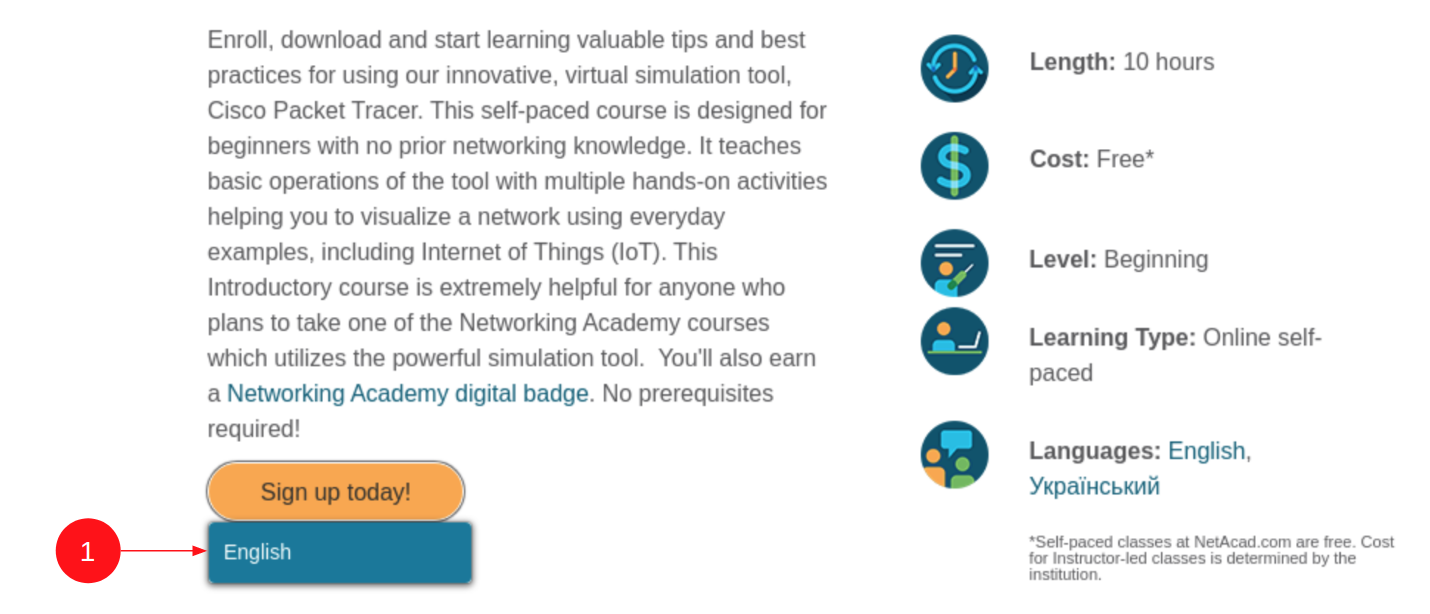 Enroll, download and start learning valuable tips and best
practices for using our innovative, virtual simulation tool,
Cisco Packet Tracer. This self-paced course is designed for
beginners with no prior networking knowledge. It teaches
basic operations of the tool with multiple hands-on activities
helping you to visualize a network using everyday
examples, including Internet of Things (IoT). This
Introductory course is extremely helpful for anyone who
plans to take one of the Networking Academy courses
which utilizes the powerful simulation tool.  You'll also earn
a Networking Academy digital badge. No prerequisites
required!
Sign up today!
1
English
Length: 10 hours
Cost: Free*
Level: Beginning
Learning Type: Online self-
paced
Languages: English,
Український
*Self-paced classes at NetAcad.com are free. Cost
for Instructor-led classes is determined by the
institution.